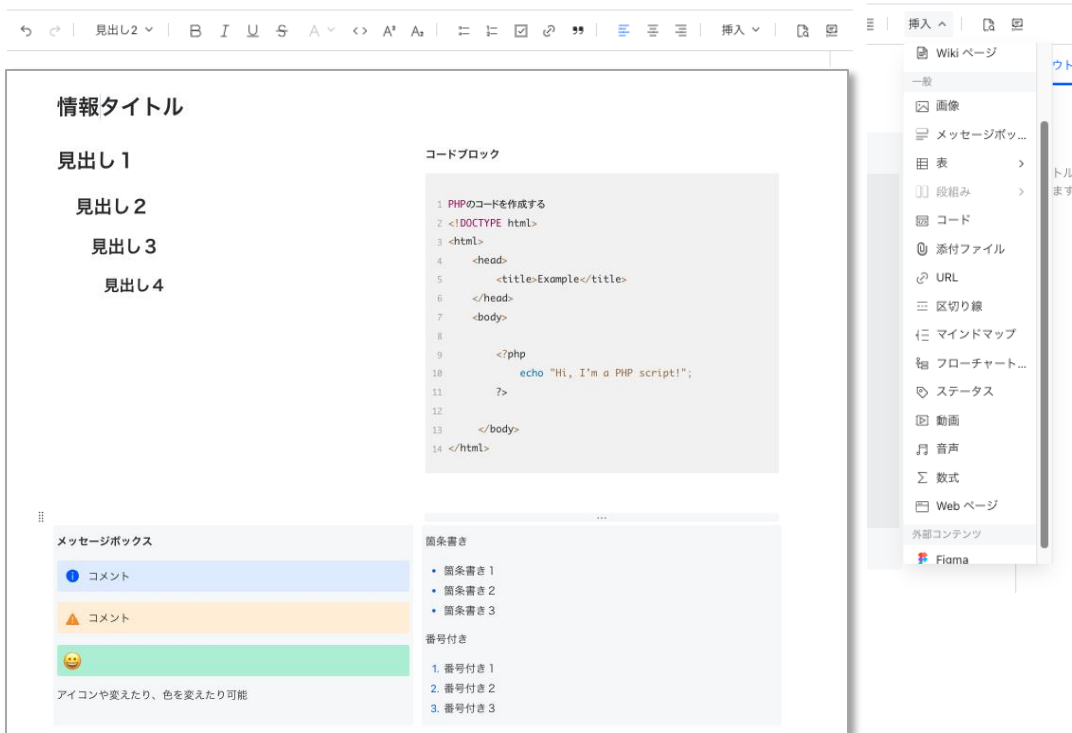 見出し2
挿入
情報タイトル
見出し1
見出し2
見出し3
見出し4
コードブロック
1 PHPのコードを作成する
2 <!DOCTYPE html>
3 <html>
4 <head>
5 <title>Example</title>
6 </head>
7 <body>
8
9 <?php
10 echo "Hi, I'm a PHP script!";
11 ?>
12
13 </body>
14 </html>
メッセージボックス
コメント
コメント
アイコンや変えたり、色を変えたり可能
箇条書き
• 箇条書き1
• 箇条書き2
• 箇条書き3
番号付き
1. 番号付き1
2. 番号付き2
3. 番号付き3
挿入
Wiki ページ
一般
画像
メッセージボッ...
表
段組み
コード
添付ファイル
URL
区切り線
マインドマップ
フローチャート...
ステータス
動画
音声
数式
Web ページ
外部コンテンツ
Figma
ウト
トル
ます